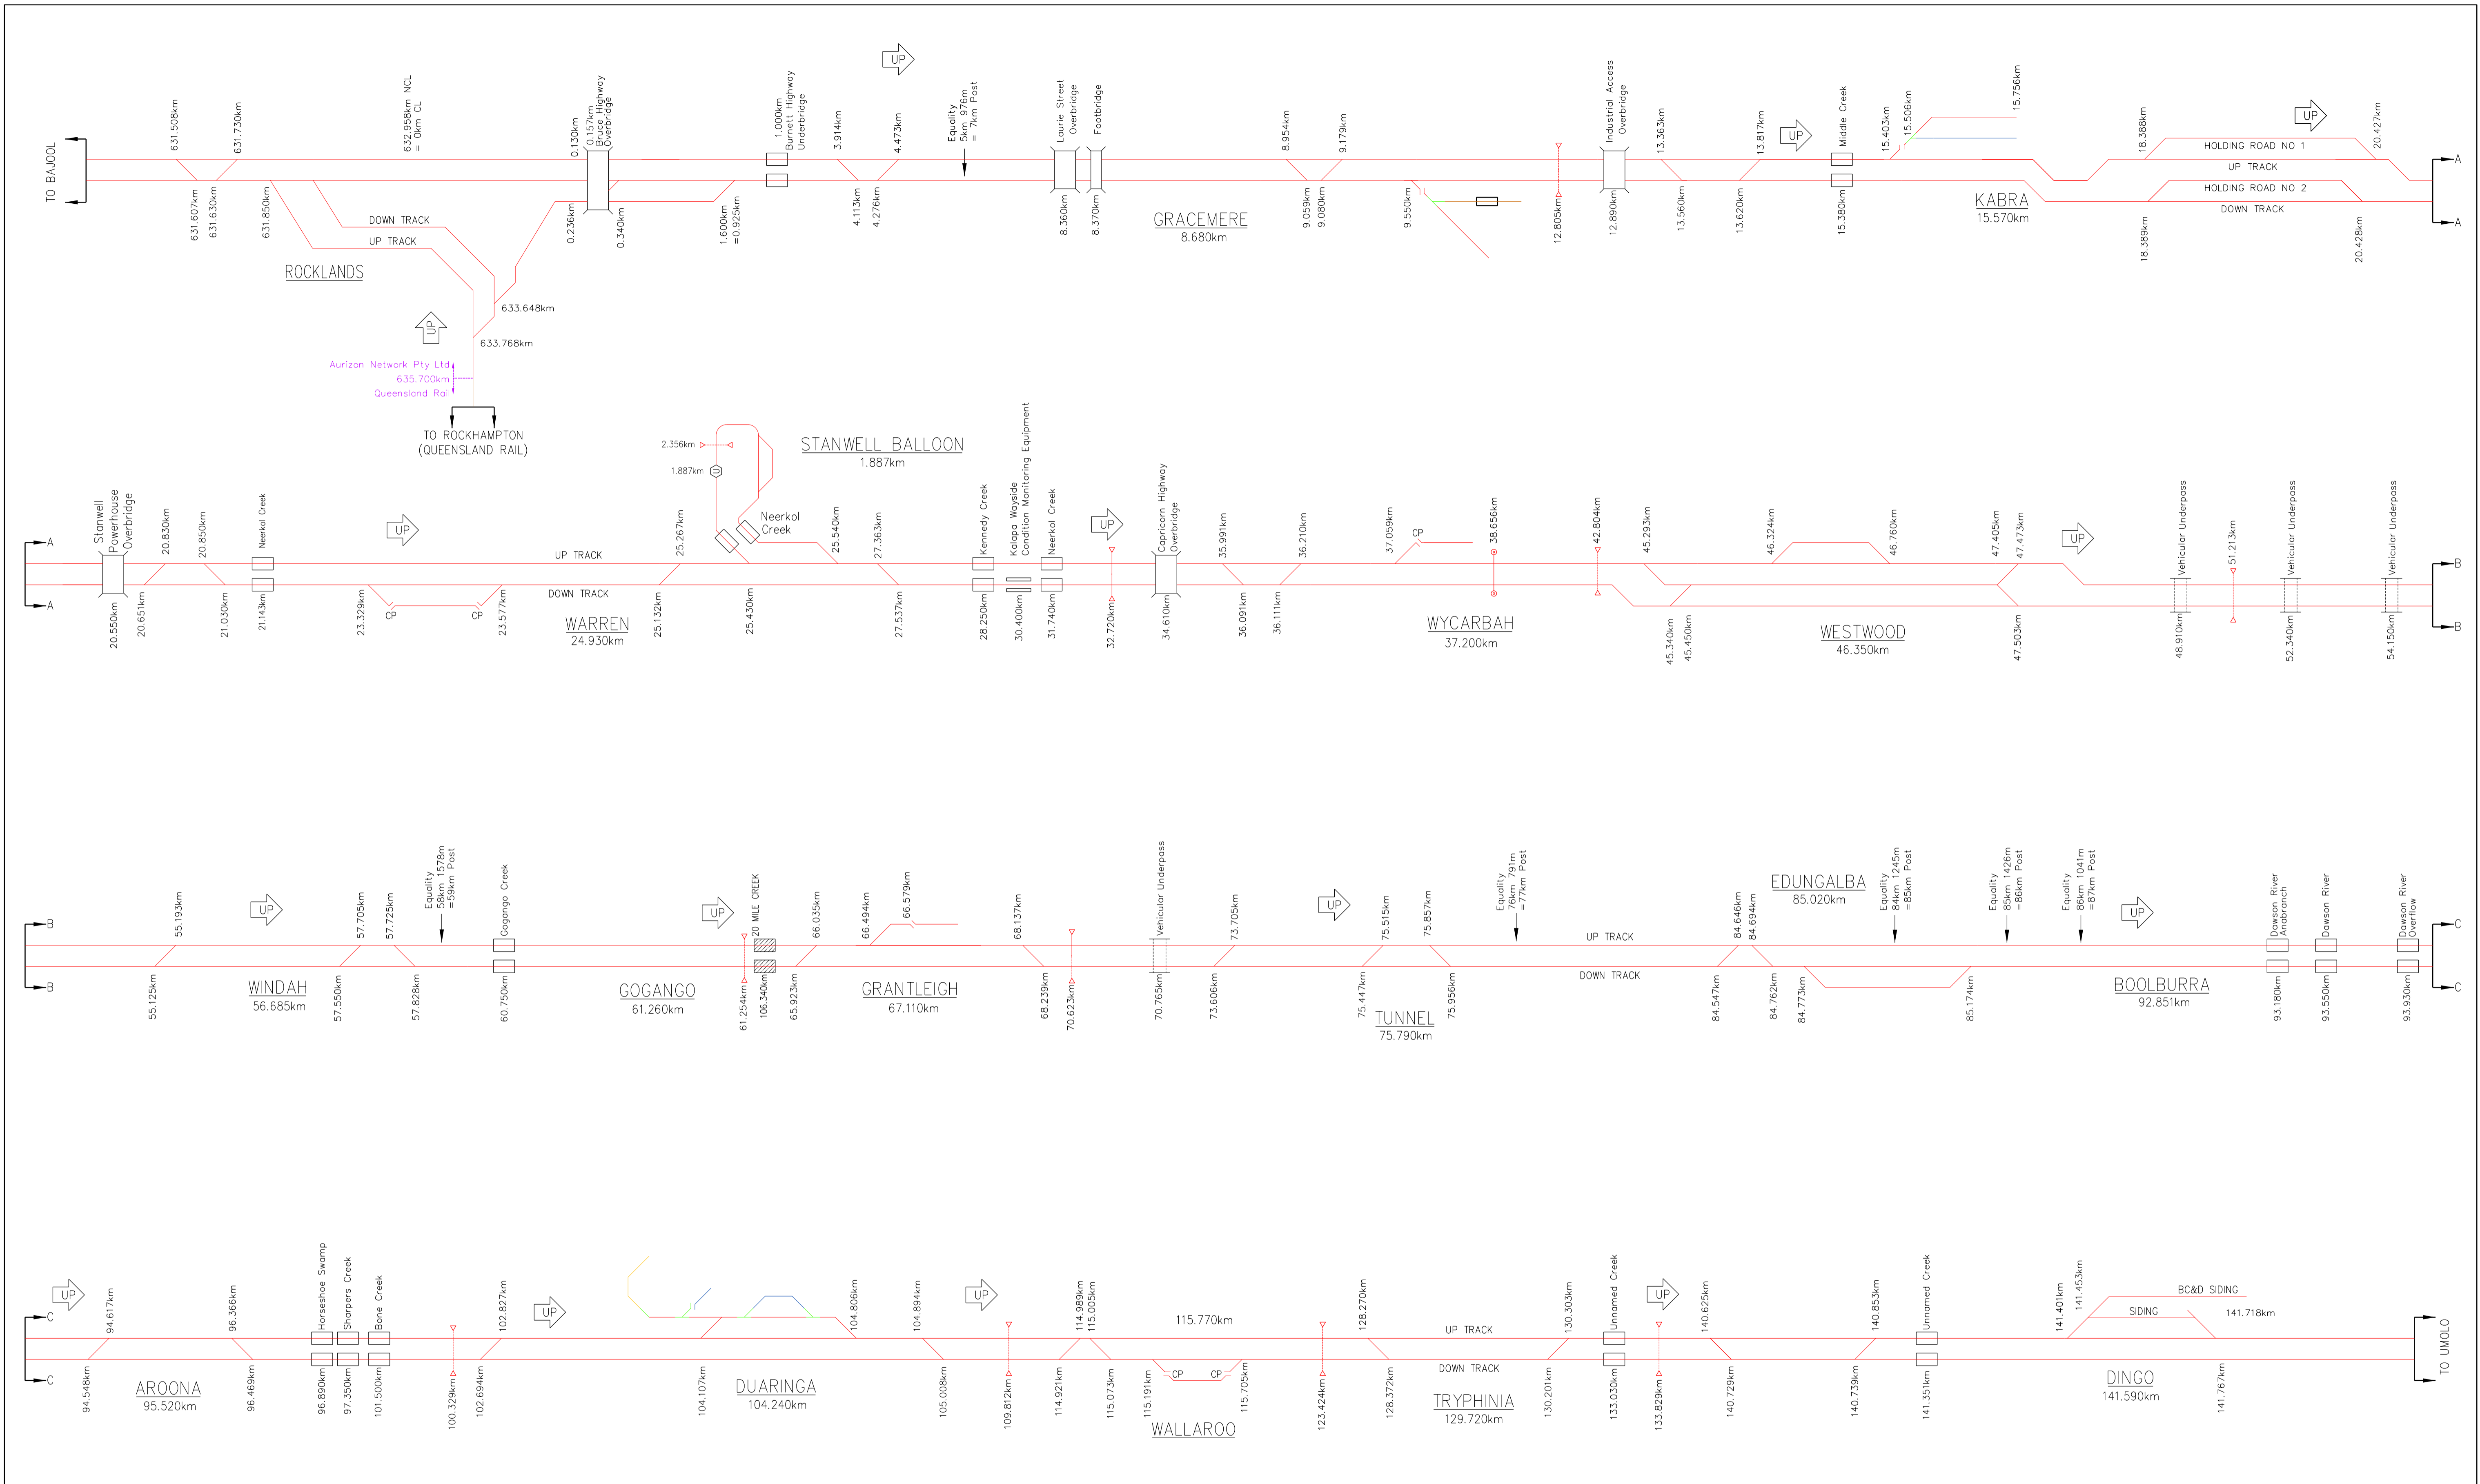 UP
631.508km
631.730km
632.958km NCL
= 0km CL
0.130km
0.157km
Bruce Highway
Overbridge
1.000km
Burnett Highway
Underbridge
3.914km
4.473km
Equality
5km 976m
= 7km Post
Laurie Street
Overbridge
Footbridge
8.954km
9.179km
Industrial Access
Overbridge
13.363km
13.817km
UP
Middle Creek
15.403km
15.506km
15.756km
18.388km
UP
20.427km
TO BAJOOL
HOLDING ROAD NO 1
UP TRACK
HOLDING ROAD NO 2
DOWN TRACK
A
A
631.607km
631.630km
631.850km
DOWN TRACK
UP TRACK
ROCKLANDS
0.236km
0.340km
1.600km
=0.925km
4.113km
4.276km
8.360km
8.370km
GRACEMERE
8.680km
9.059km
9.080km
9.550km
12.805km
12.890km
13.560km
13.620km
15.380km
KABRA
15.570km
18.389km
20.428km
633.648km
UP
633.768km
Aurizon Network Pty Ltd
635.700km
Queensland Rail
TO ROCKHAMPTON
(QUEENSLAND RAIL)
2.356km
1.887km
U
STANWELL BALLOON
1.887km
Neerkol
Creek
A
A
Stanwell
Powerhouse
Overbridge
20.830km
20.850km
Neerkol Creek
UP
UP TRACK
DOWN TRACK
25.267km
25.540km
27.363km
Kennedy Creek
Kalapa Wayside
Condition Monitoring Equipment
Neerkol Creek
UP
Capricorn Highway
Overbridge
35.991km
36.210km
37.059km
CP
38.656km
42.804km
45.293km
46.324km
46.760km
47.405km
47.473km
UP
Vehicular Underpass
51.213km
Vehicular Underpass
Vehicular Underpass
B
B
20.550km
20.651km
21.030km
21.143km
23.329km
CP
CP
23.577km
WARREN
24.930km
25.132km
25.430km
27.537km
28.250km
30.400km
31.740km
32.720km
34.610km
36.091km
36.111km
WYCARBAH
37.200km
45.340km
45.450km
WESTWOOD
46.350km
47.503km
48.910km
52.340km
54.150km
B
B
55.193km
UP
57.705km
57.725km
Equality
58km 1578m
=59km Post
Gogango Creek
UP
20 MILE CREEK
66.035km
66.494km
66.579km
68.137km
Vehicular Underpass
73.705km
UP
75.515km
75.857km
Equality
76km 791m
=77km Post
UP TRACK
DOWN TRACK
84.646km
84.694km
EDUNGALBA
85.020km
Equality
84km 1245m
=85km Post
Equality
85km 1426m
=86km Post
Equality
86km 1041m
=87km Post
UP
Dawson River
Anabranch
Dawson River
Dawson River
Overflow
C
C
55.125km
WINDAH
56.685km
57.550km
57.828km
60.750km
GOGANGO
61.260km
61.254km
106.340km
65.923km
GRANTLEIGH
67.110km
68.239km
70.623km
70.765km
73.606km
75.447km
TUNNEL
75.790km
75.956km
84.547km
84.762km
84.773km
85.174km
BOOLBURRA
92.851km
93.180km
93.550km
93.930km
C
C
UP
94.617km
96.366km
Horseshoe Swamp
Sharpers Creek
Bone Creek
102.827km
UP
104.806km
104.894km
UP
114.989km
115.005km
115.770km
128.270km
UP TRACK
DOWN TRACK
130.303km
Unnamed Creek
UP
140.625km
140.853km
Unnamed Creek
141.401km
141.453km
BC&D SIDING
SIDING
141.718km
TO UMOLO
94.548km
AROONA
95.520km
96.469km
96.890km
97.350km
101.500km
100.329km
102.694km
104.107km
DUARINGA
104.240km
105.008km
109.812km
114.921km
115.073km
115.191km
CP
CP
115.705km
WALLAROO
123.424km
128.372km
TRYPHINIA
129.720km
130.201km
133.030km
133.829km
140.729km
140.739km
141.351km
DINGO
141.590km
141.767km